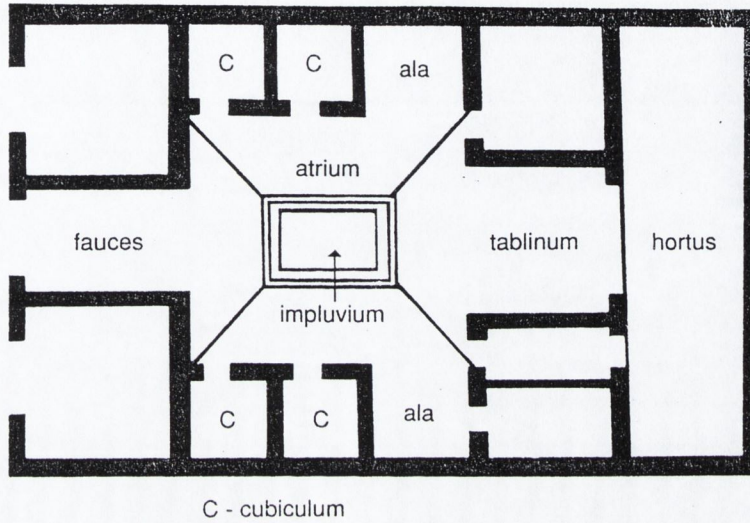 C
C
ala
atrium
fauces
tablinum
hortus
impluvium
C
C
ala
C - cubiculum